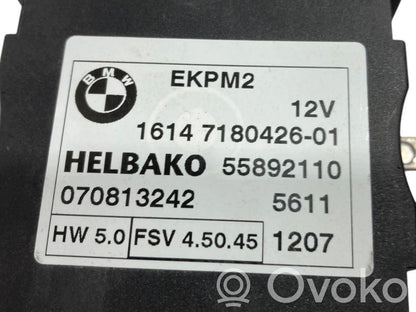 BMW
EKPM2
12V
1614 7180426-01
HELBAKO 55892110
070813242 5611
HW 5.0 FSV 4.50.45 1207
Ovoko